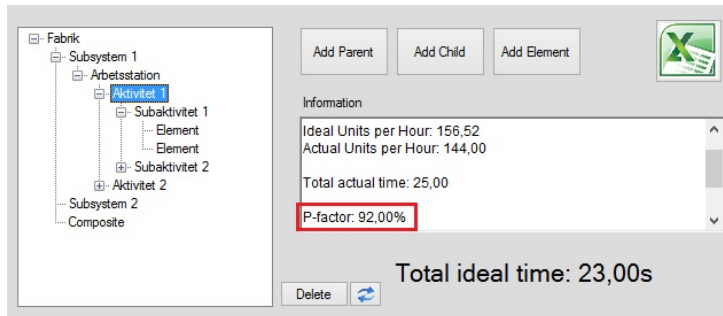 Fabrik
Subsystem 1
Arbetsstation
Aktivitet 1
Subaktivitet 1
Element
Element
Subaktivitet 2
Aktivitet 2
Subsystem 2
Composite
Add Parent
Add Child
Add Element
Information
Ideal Units per Hour: 156,52
Actual Units per Hour: 144,00
Total actual time: 25,00
P-factor: 92,00%
Total ideal time: 23,00s
Delete